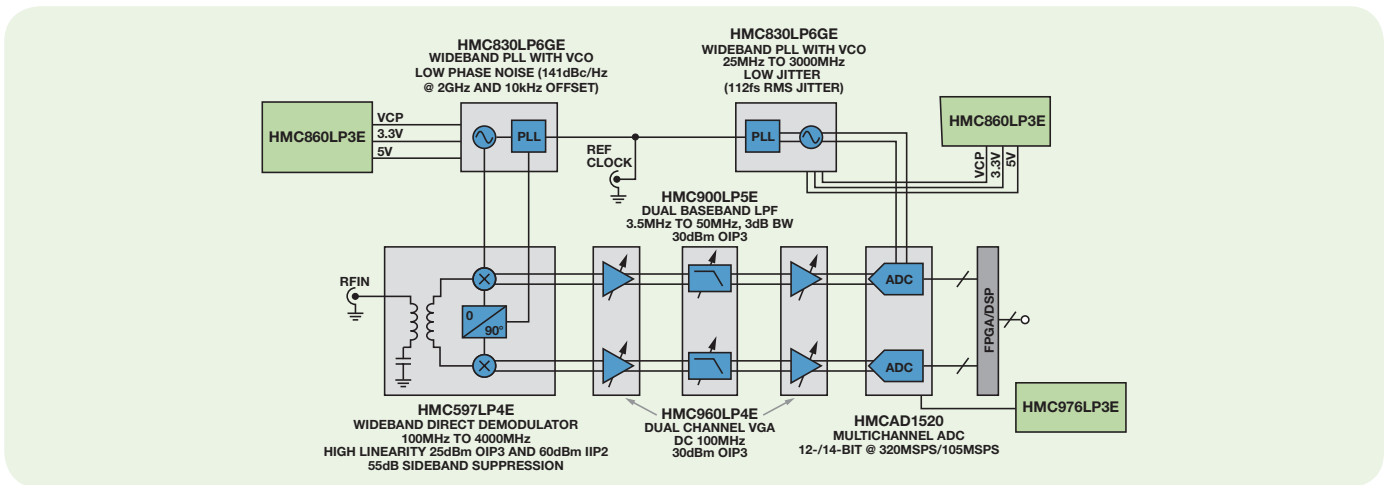 HMC830LP6GE
WIDEBAND PLL WITH VCO
LOW PHASE NOISE (141dBc/Hz
@ 2GHz AND 10kHz OFFSET)
HMC830LP6GE
WIDEBAND PLL WITH VCO
25MHz TO 3000MHz
LOW JITTER
(112fs RMS JITTER)
HMC860LP3E
VCP
3.3V
5V
PLL
REF
CLOCK
PLL
HMC860LP3E
VCP
3.3V
5V
HMC900LP5E
DUAL BASEBAND LPF
3.5MHz TO 50MHz, 3dB BW
30dBm OIP3
RFIN
0
90°
ADC
ADC
FPGA/DSP
HMC597LP4E
WIDEBAND DIRECT DEMODULATOR
100MHz TO 4000MHz
HIGH LINEARITY 25dBm OIP3 AND 60dBm IIP2
55dB SIDEBAND SUPPRESSION
HMC960LP4E
DUAL CHANNEL VGA
DC 100MHz
30dBm OIP3
HMCAD1520
MULTICHANNEL ADC
12-/14-BIT @ 320MSPS/105MSPS
HMC976LP3E